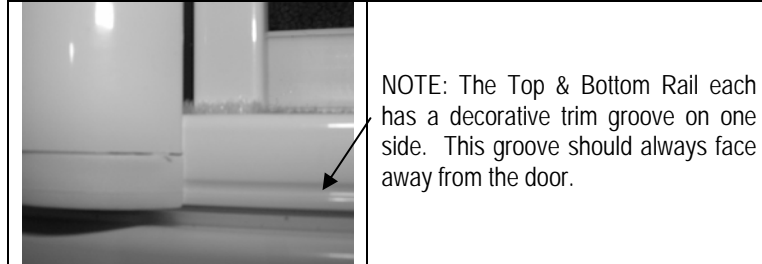 NOTE: The Top & Bottom Rail each
has a decorative trim groove on one
side. This groove should always face
away from the door.